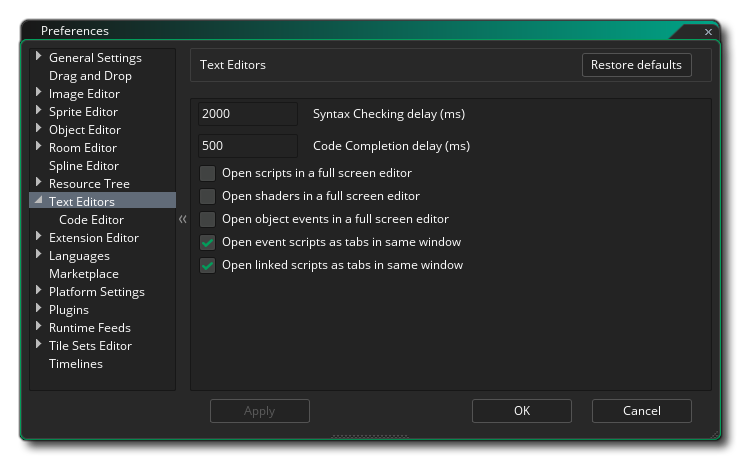 Preferences
General Settings
Drag and Drop
Image Editor
Sprite Editor
Object Editor
Room Editor
Spline Editor
Resource Tree
Text Editors
Code Editor
Extension Editor
Languages
Marketplace
Platform Settings
Plugins
Runtime Feeds
Tile Sets Editor
Timelines
Text Editors
Restore defaults
2000 Syntax Checking delay (ms)
500 Code Completion delay (ms)
Open scripts in a full screen editor
Open shaders in a full screen editor
Open object events in a full screen editor
Open event scripts as tabs in same window
Open linked scripts as tabs in same window
Apply
OK
Cancel